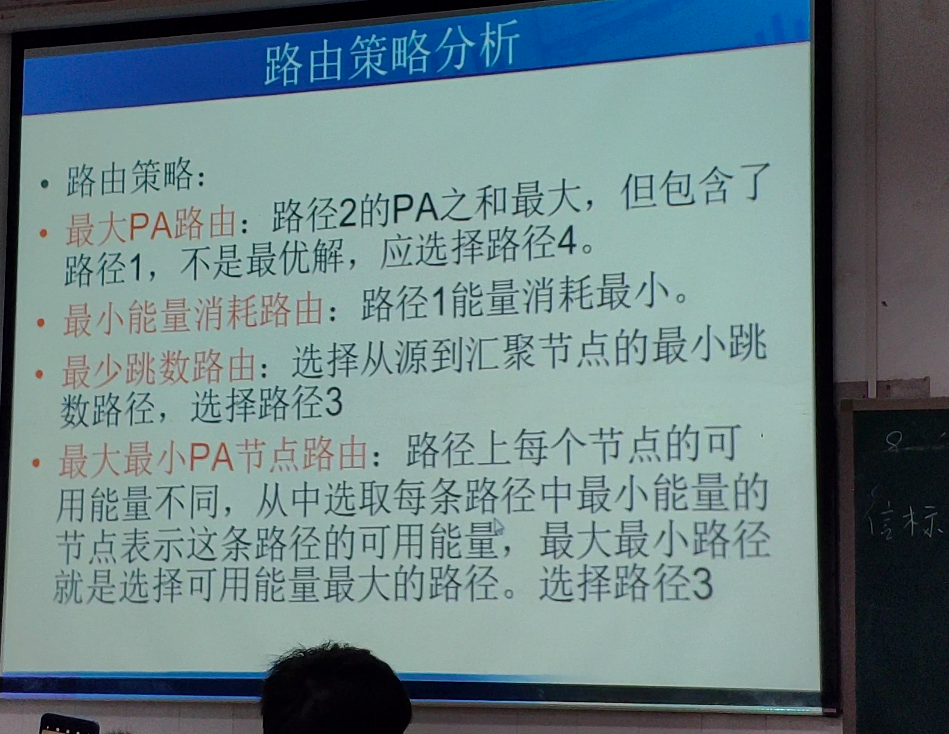 路由策略分析
• 路由策略：
• 最大PA路由：路径2的PA之和最大，但包含了
路径1，不是最优解，应选择路径4。
• 最小能量消耗路由：路径1能量消耗最小。
• 最少跳数路由：选择从源到汇聚节点的最小跳
数路径，选择路径3
• 最大最小PA节点路由：路径上每个节点的可
用能量不同，从中选取每条路径中最小能量的
节点表示这条路径的可用能量，最大最小路径
就是选择可用能量最大的路径。选择路径3
8
信标